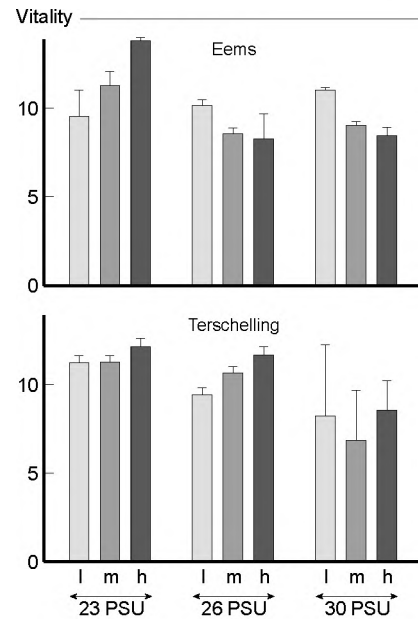 Vitality
Eems
10
5
0
Terschelling
10
5
0
l m h l m h l m h
23 PSU 26 PSU 30 PSU